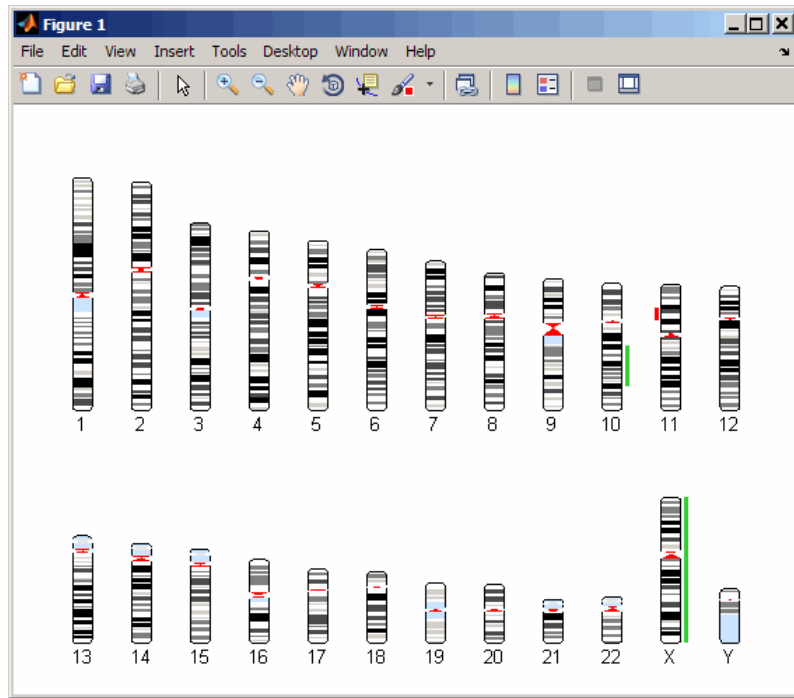 Figure 1
File Edit View Insert Tools Desktop Window Help
1 2 3 4 5 6 7 8 9 10 11 12
13 14 15 16 17 18 19 20 21 22 X Y